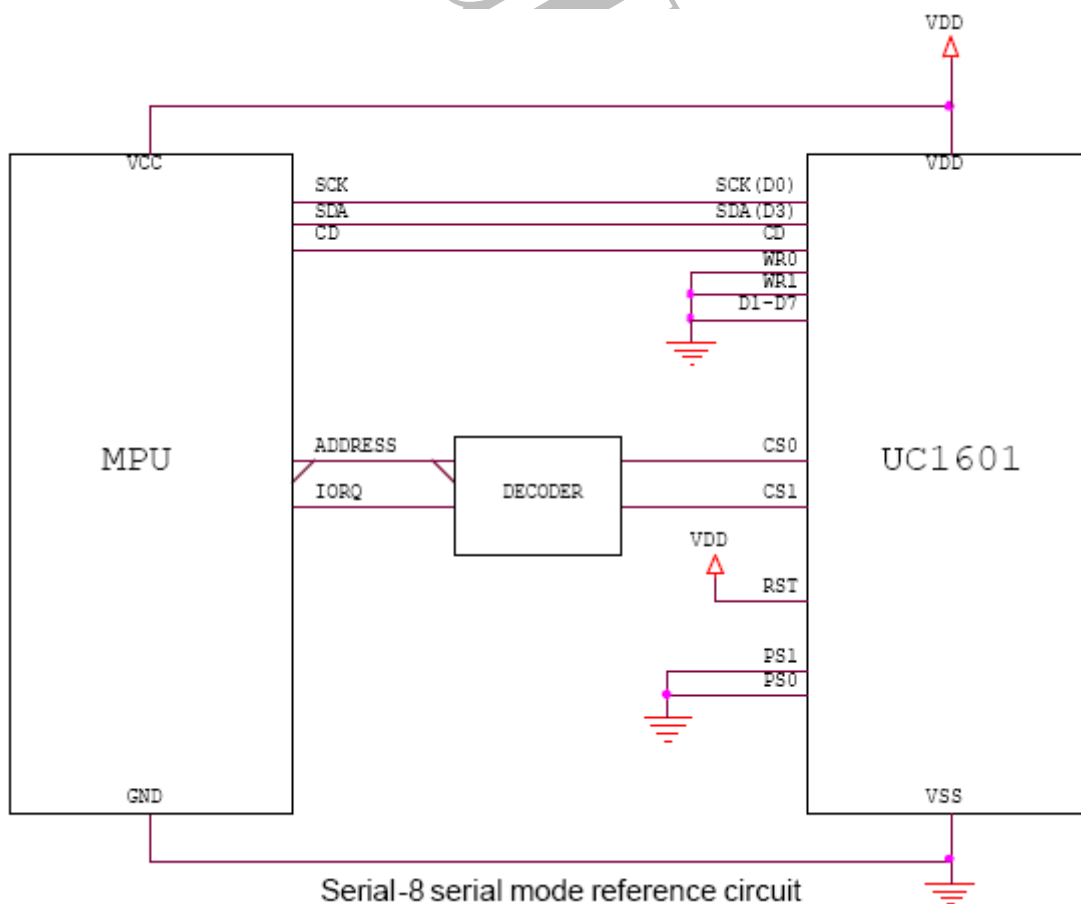 VDD
VCC
VDD
SCK
SCK(D0)
SDA
SDA(D3)
CD
CD
WR0
WR1
D1-D7
MPU
ADDRESS
IORQ
DECODER
CS0
CS1
UC1601
VDD
RST
PS1
PS0
GND
VSS
Serial-8 serial mode reference circuit